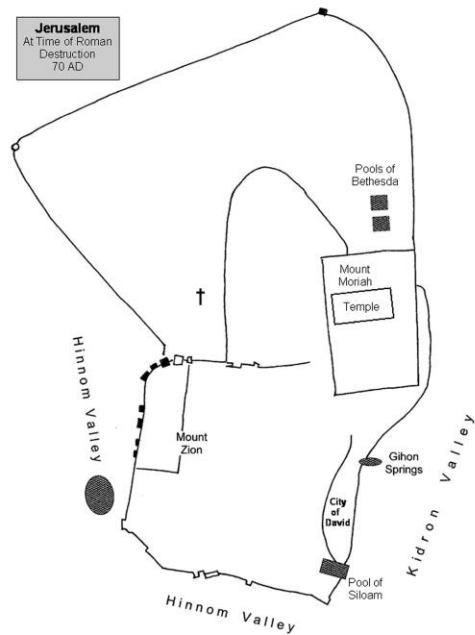 Jerusalem
At Time of Roman
Destruction
70 AD
Pools of
Bethesda
Mount
Moriah
Temple
†
Hinnom Valley
Mount
Zion
Gihon
Springs
City
of
David
Kidron Valley
Pool of
Siloam
Hinnom Valley